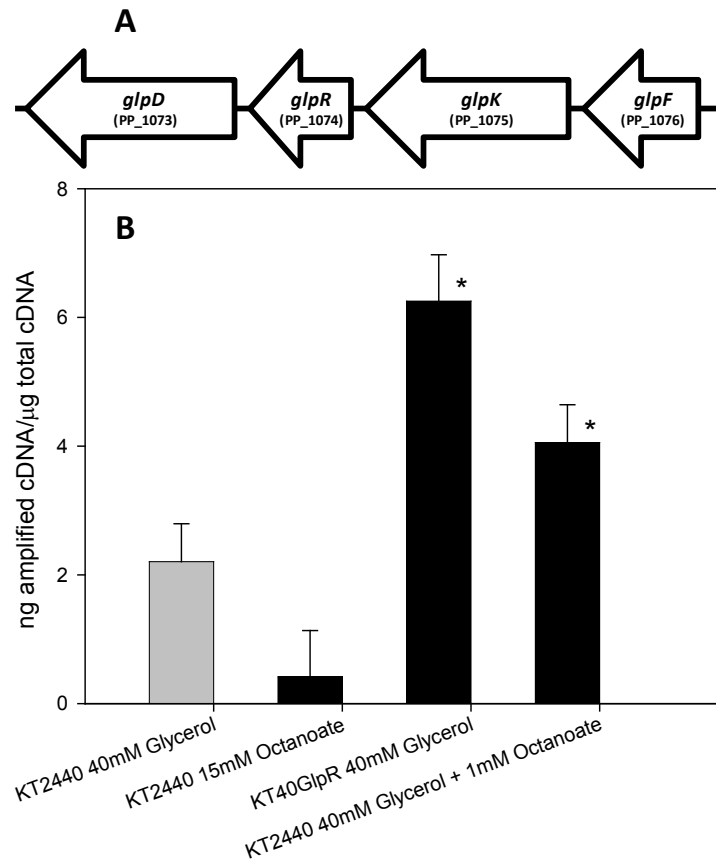 A
glpD
(PP_1073)
glpR
(PP_1074)
glpK
(PP_1075)
glpF
(PP_1076)
B
ng amplified cDNA/µg total cDNA
8
6
4
2
0
*
*
KT2440 40mM Glycerol
KT2440 15mM Octanoate
KT40GlpR 40mM Glycerol
KT2440 40mM Glycerol + 1mM Octanoate